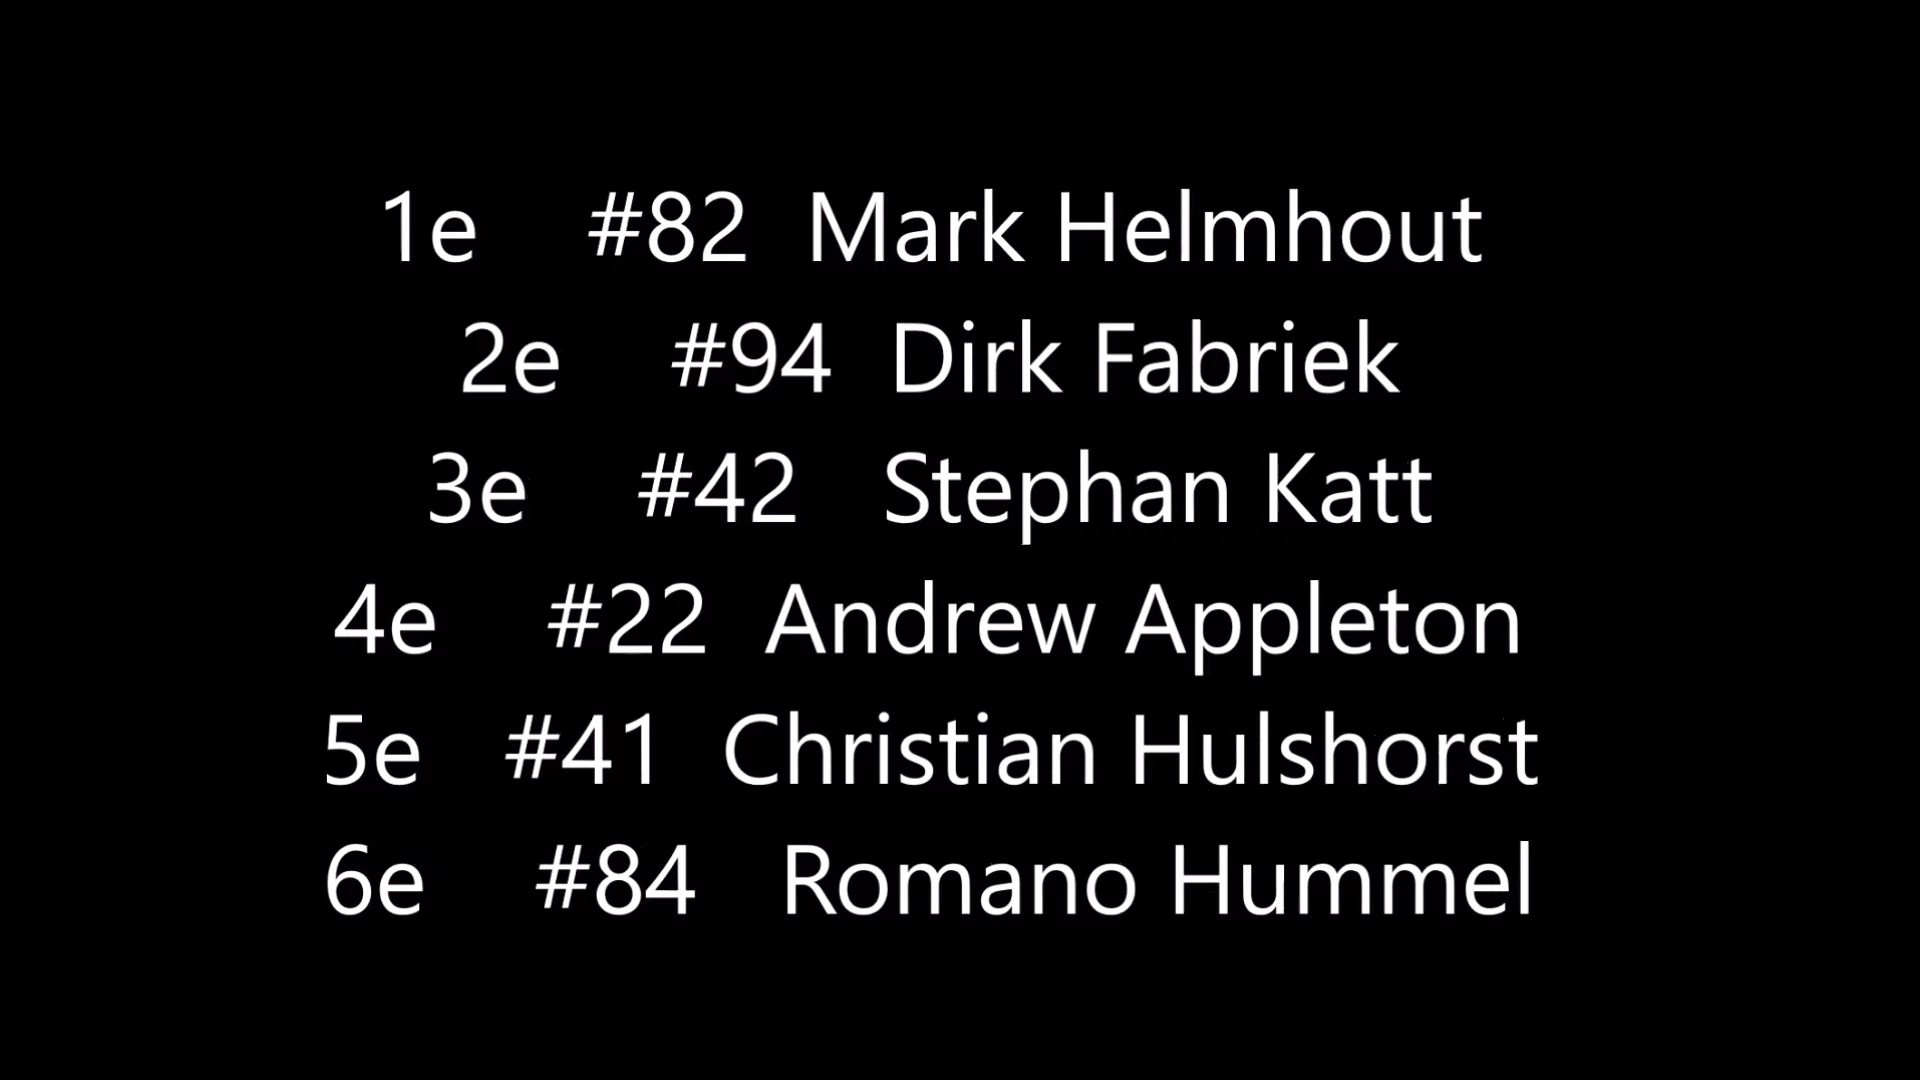 1e #82 Mark Helmhout
2e #94 Dirk Fabriek
3e #42 Stephan Katt
4e #22 Andrew Appleton
5e #41 Christian Hulshorst
6e #84 Romano Hummel